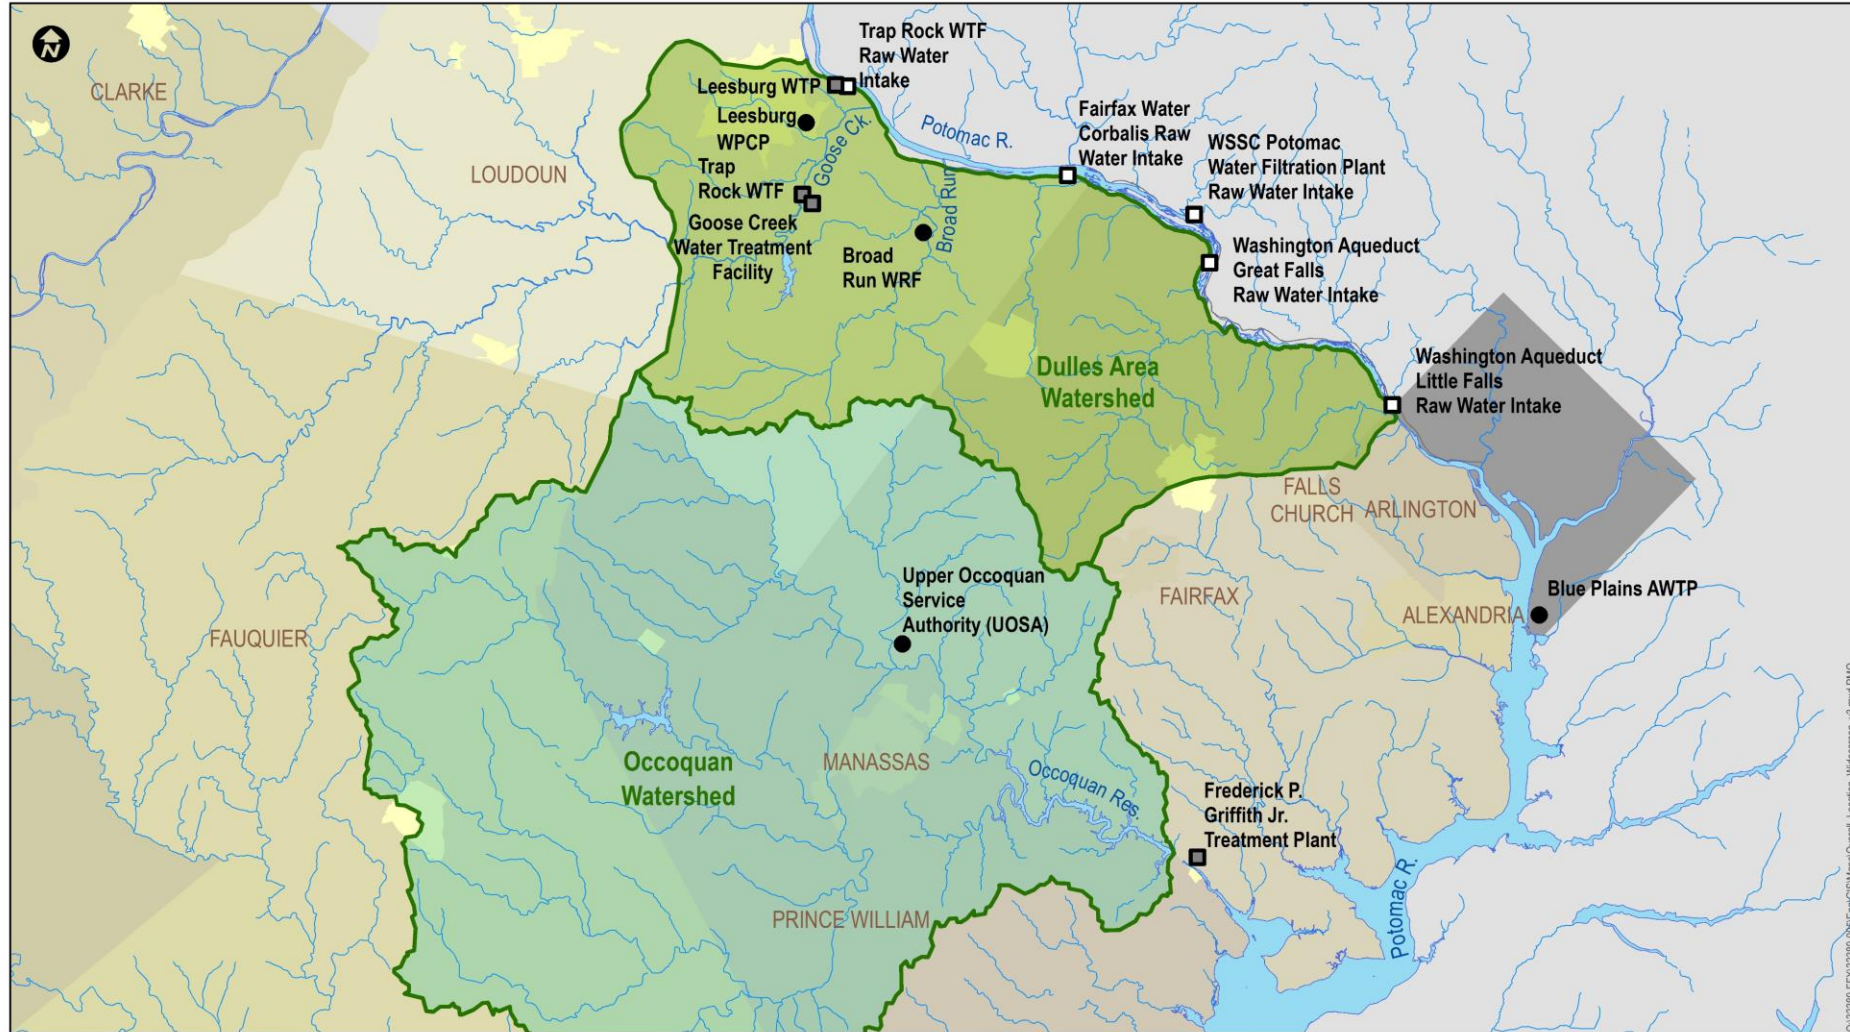 N
Trap Rock WTF
Raw Water
Intake
CLARKE
Leesburg WTP
Leesburg
WPCP
Goose Ck.
Potomac R.
Fairfax Water
Corbalis Raw
Water Intake
WSSC Potomac
Water Filtration Plant
Raw Water Intake
LOUDOUN
Trap
Rock WTF
Goose Creek
Water Treatment
Facility
Broad Run
Broad
Run WRF
Washington Aqueduct
Great Falls
Raw Water Intake
Dulles Area
Watershed
Washington Aqueduct
Little Falls
Raw Water Intake
FALLS
CHURCH
ARLINGTON
Upper Occoquan
Service
Authority (UOSA)
FAIRFAX
ALEXANDRIA
Blue Plains AWTP
FAUQUIER
Occoquan
Watershed
MANASSAS
Occoquan Res.
Frederick P.
Griffith Jr.
Treatment Plant
PRINCE WILLIAM
Potomac R.